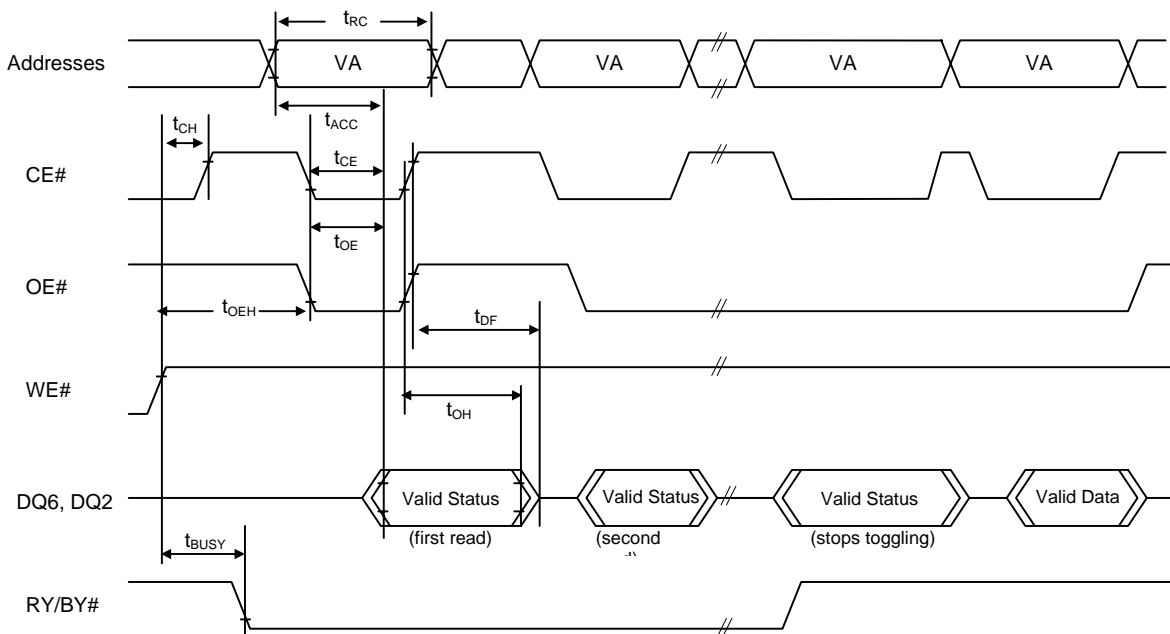 tRC
Addresses VA VA VA VA
tACC
tCH
tCE
CE#
tOE
OE#
tOEH
tDF
WE#
tOH
DQ6, DQ2 Valid Status Valid Status Valid Status Valid Data
(first read) (second (stops toggling)
tBUSY
RY/BY#